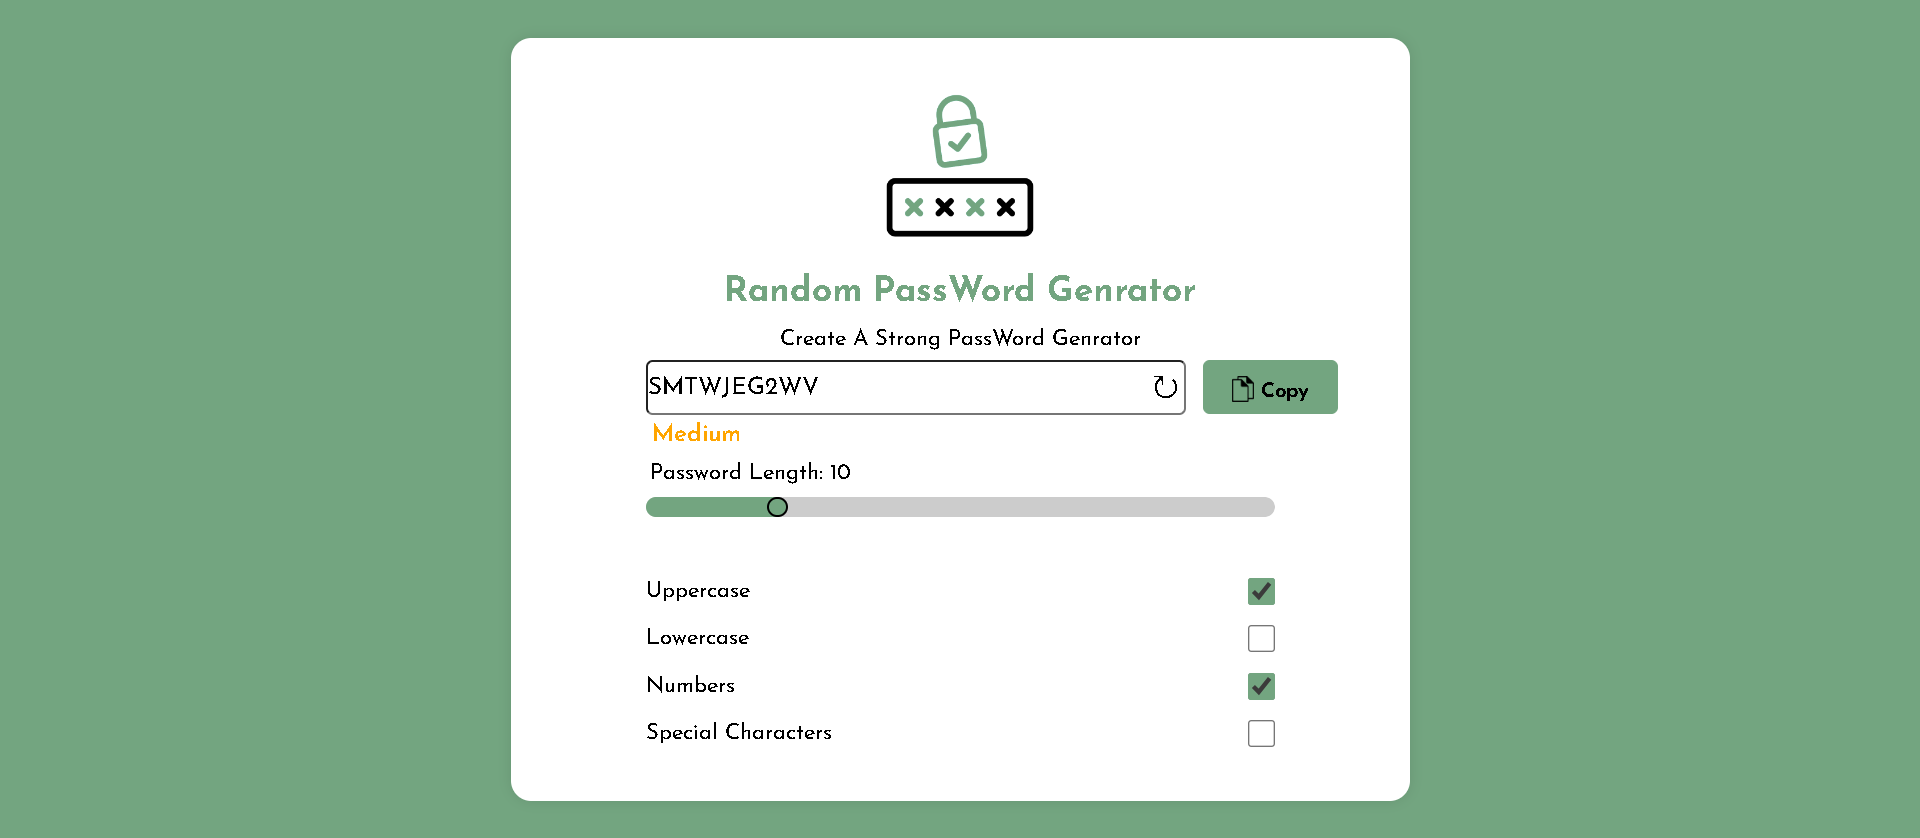 Random PassWord Genrator
Create A Strong PassWord Genrator
SMTWJEG2WV
Copy
Medium
Password Length: 10
Uppercase
Lowercase
Numbers
Special Characters